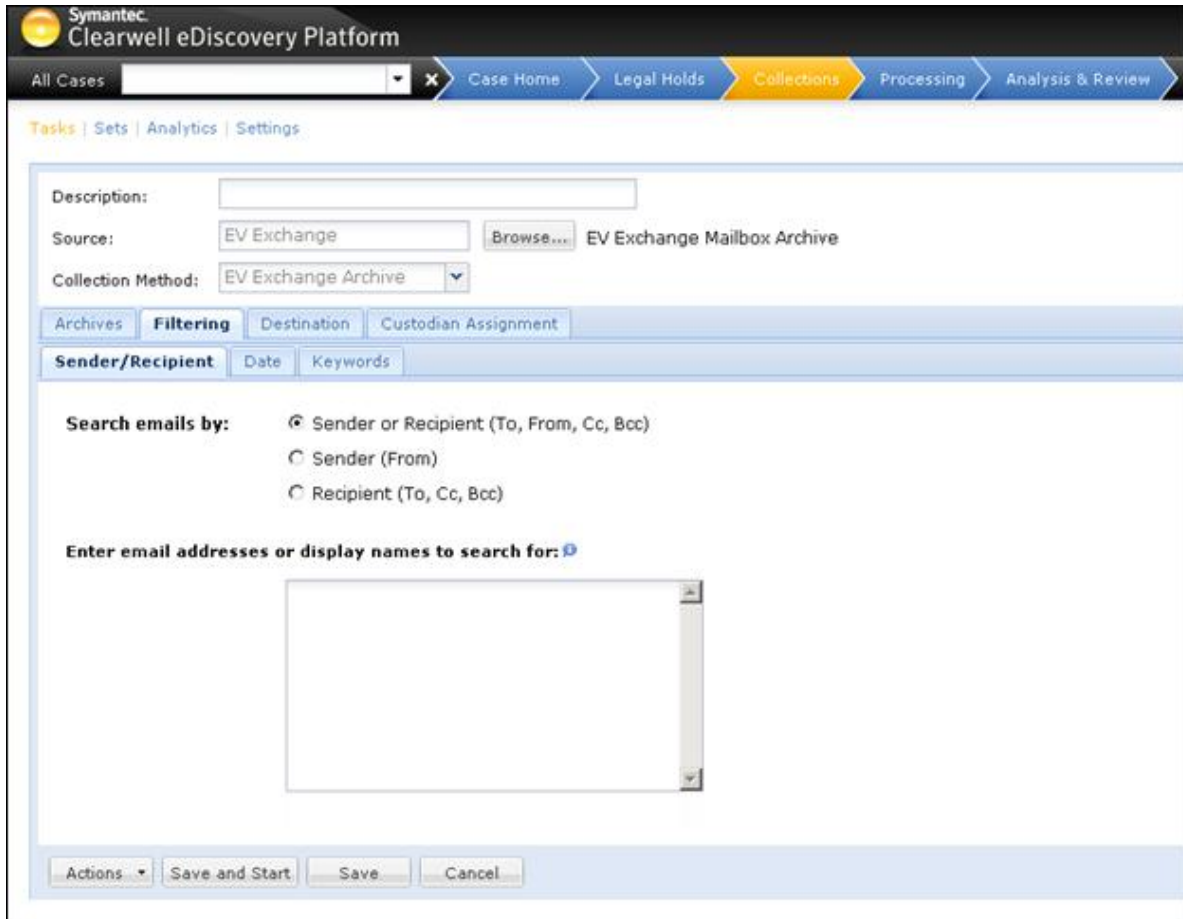 Symantec.
Clearwell eDiscovery Platform
All Cases Case Home Legal Holds Collections Processing Analysis & Review
Tasks | Sets | Analytics | Settings
Description:
Source: EV Exchange Browse... EV Exchange Mailbox Archive
Collection Method: EV Exchange Archive
Archives Filtering Destination Custodian Assignment
Sender/Recipient Date Keywords
Search emails by: Sender or Recipient (To, From, Cc, Bcc)
Sender (From)
Recipient (To, Cc, Bcc)
Enter email addresses or display names to search for:
Actions Save and Start Save Cancel